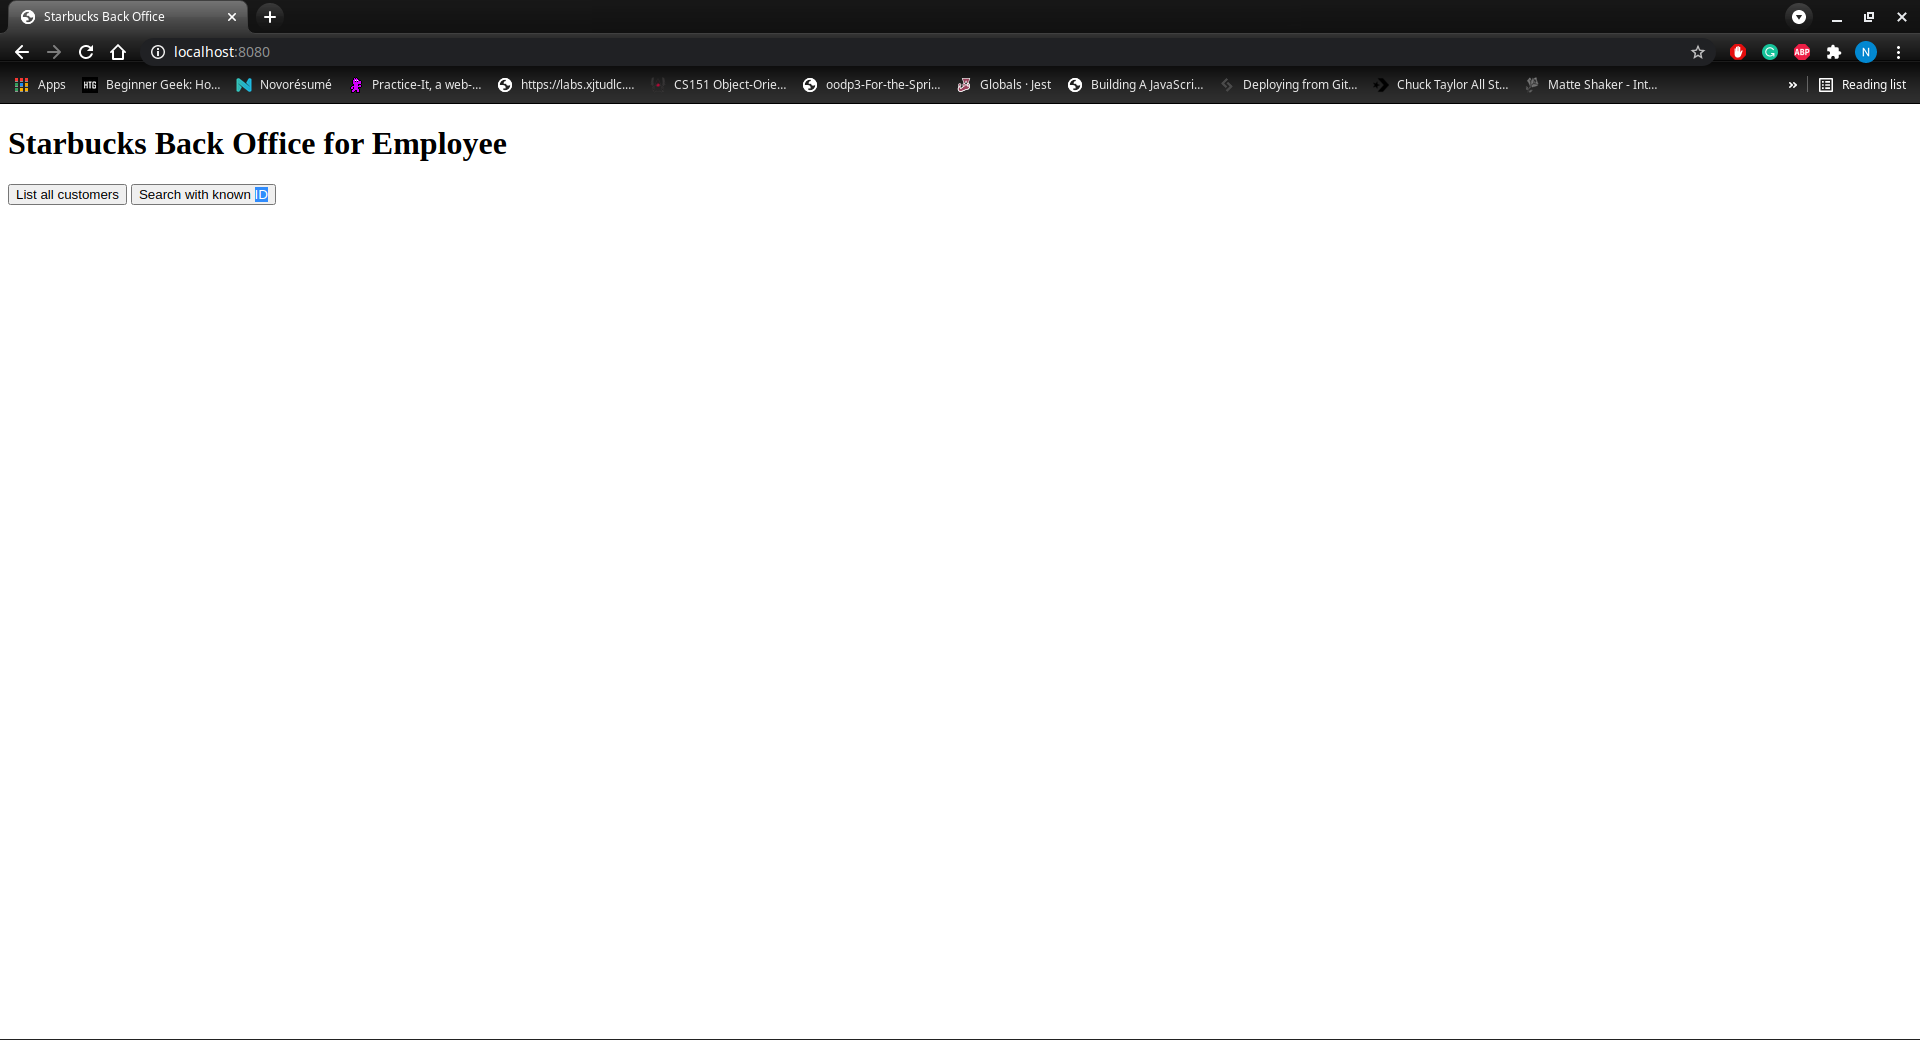 Starbucks Back Office
localhost:8080
ABP
N
Apps
HTG Beginner Geek: Ho...
Novorésumé
Practice-It, a web-...
https://labs.xjtudlc....
CS151 Object-Orie...
oodp3-For-the-Spri...
Globals · Jest
Building A JavaScri...
Deploying from Git...
Chuck Taylor All St...
Matte Shaker - Int...
»
Reading list
Starbucks Back Office for Employee
List all customers Search with known ID